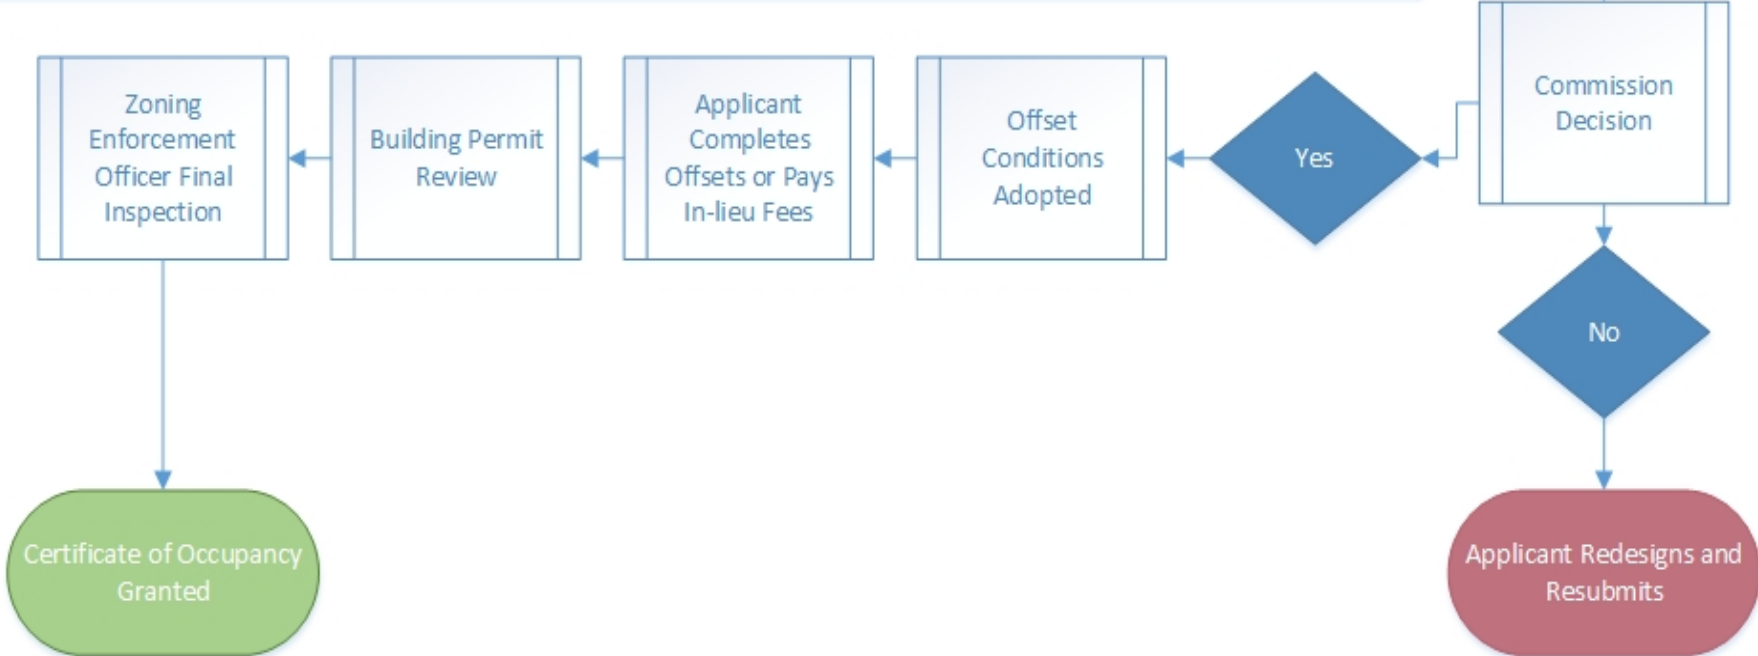 Zoning
Enforcement
Officer Final
Inspection
Building Permit
Review
Applicant
Completes
Offsets or Pays
In-lieu Fees
Offset
Conditions
Adopted
Yes
Commission
Decision
No
Certificate of Occupancy
Granted
Applicant Redesigns and
Resubmits